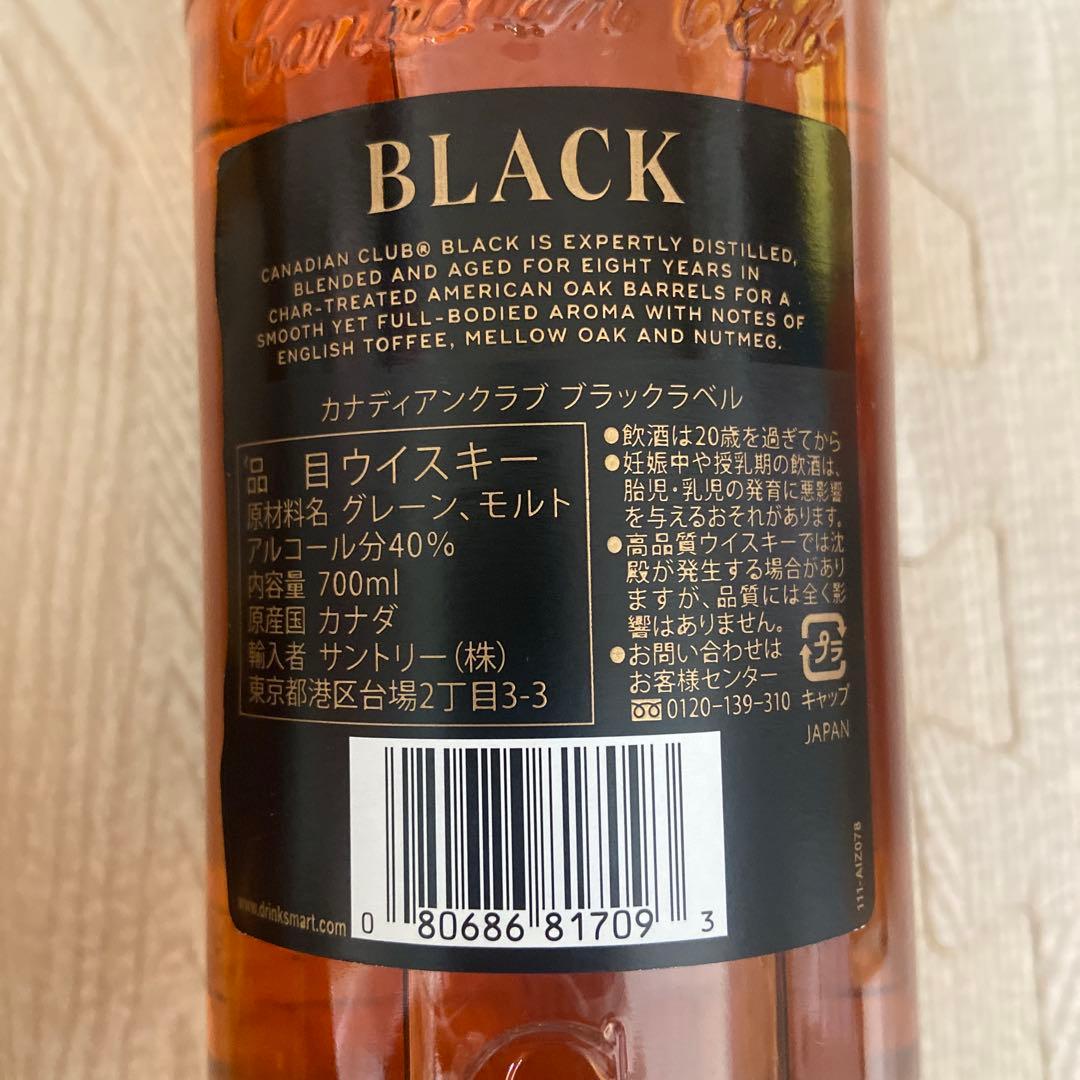 Canadian Club
BLACK
CANADIAN CLUB® BLACK IS EXPERTLY DISTILLED,
BLENDED AND AGED FOR EIGHT YEARS IN
CHAR-TREATED AMERICAN OAK BARRELS FOR A
SMOOTH YET FULL-BODIED AROMA WITH NOTES OF
ENGLISH TOFFEE, MELLOW OAK AND NUTMEG.
カナディアンクラブ ブラックラベル
品 目 ウイスキー
原材料名 グレーン、モルト
アルコール分40%
内容量 700ml
原産国 カナダ
輸入者 サントリー(株)
東京都港区台場2丁目3-3
●飲酒は20歳を過ぎてから
●妊娠中や授乳期の飲酒は、
胎児・乳児の発育に悪影響
を与えるおそれがあります。
●高品質ウイスキーでは沈
殿が発生する場合があり
ますが、品質には全く影
響はありません。
●お問い合わせは
お客様センター
0120-139-310
プラ
キャップ
JAPAN
www.drinksmart.com
0 80686 81709 3
111-AIZ078